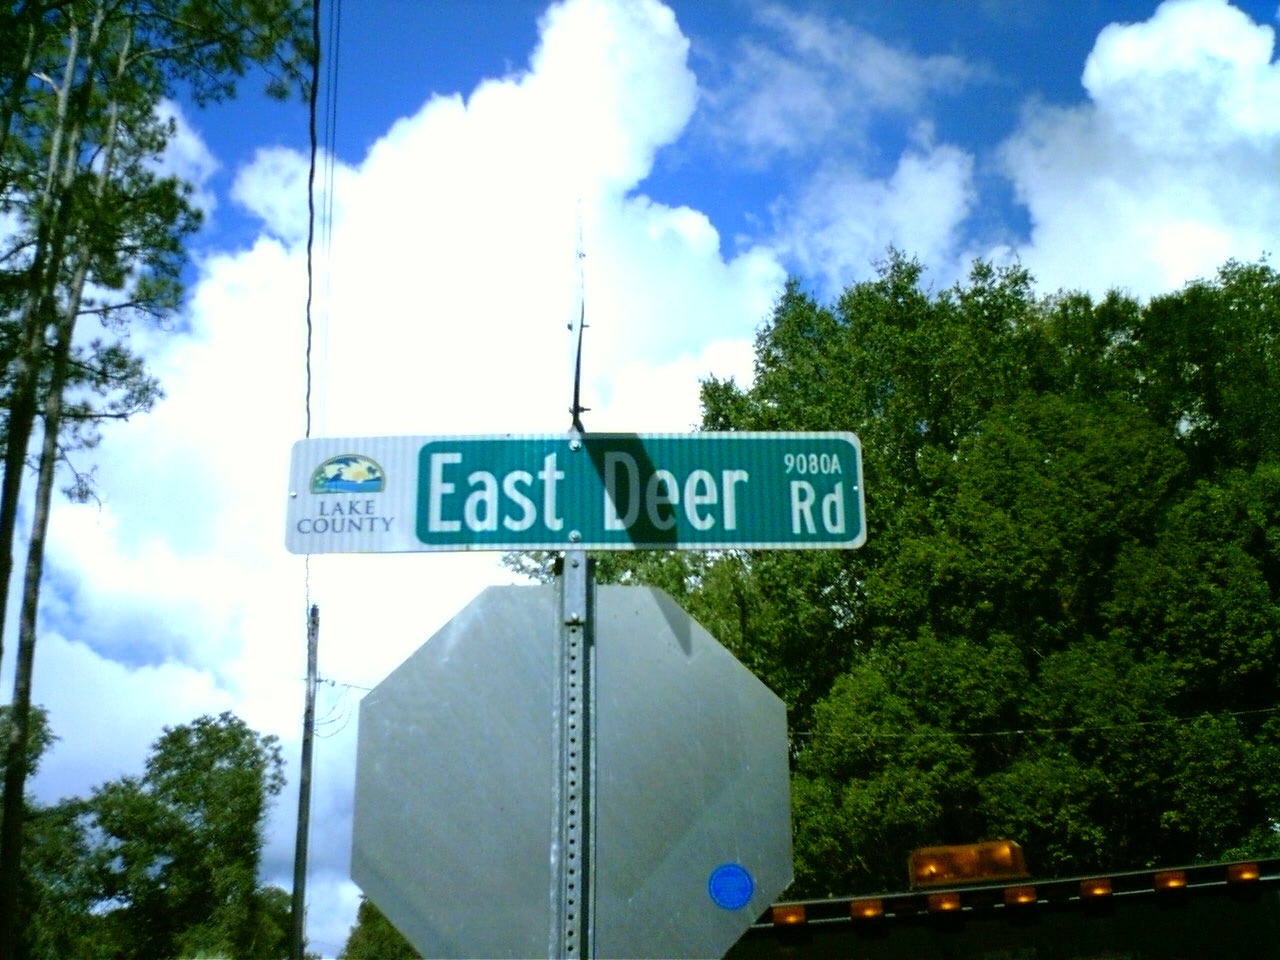 LAKE
COUNTY
East Deer Rd
9080A